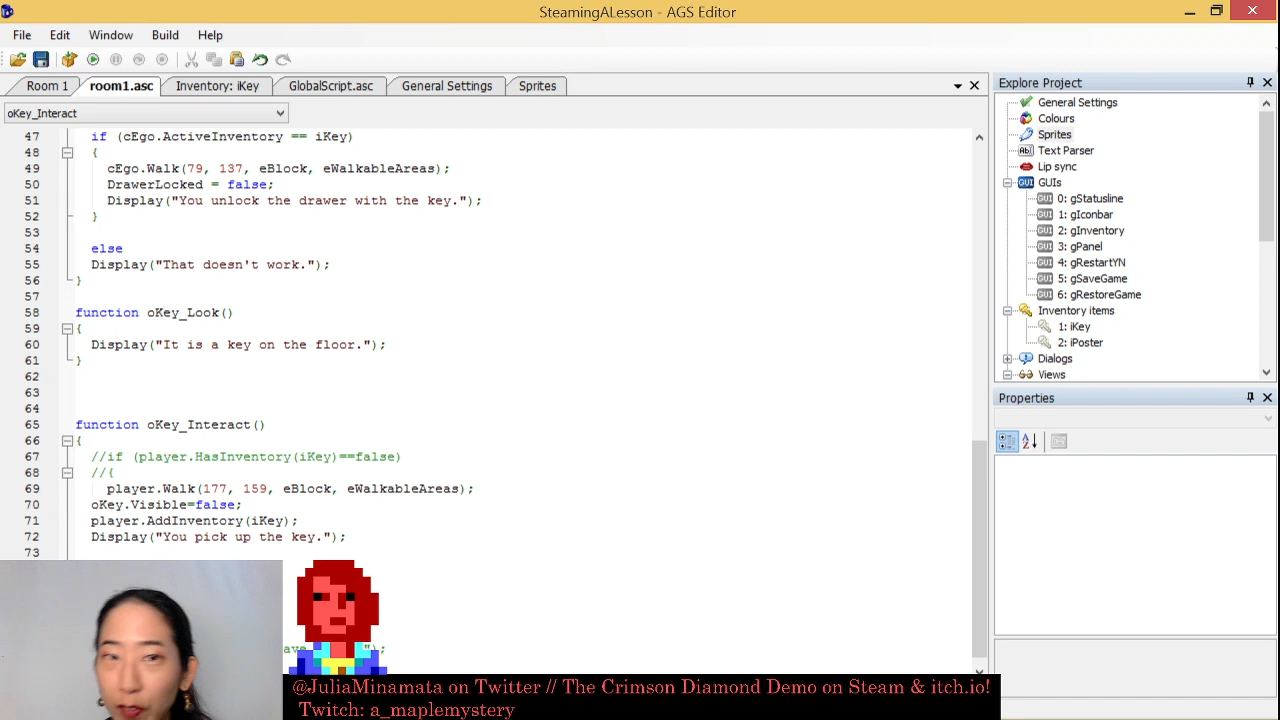 SteamingALesson - AGS Editor
File Edit Window Build Help
Room 1 room1.asc Inventory: iKey GlobalScript.asc General Settings Sprites
oKey_Interact
47 if (cEgo.ActiveInventory == iKey)
48 {
49 cEgo.Walk(79, 137, eBlock, eWalkableAreas);
50 DrawerLocked = false;
51 Display("You unlock the drawer with the key.");
52 }
53
54 else
55 Display("That doesn't work.");
56 }
57
58 function oKey_Look()
59 {
60 Display("It is a key on the floor.");
61 }
62
63
64
65 function oKey_Interact()
66 {
67 //if (player.HasInventory(iKey)==false)
68 //{
69 player.Walk(177, 159, eBlock, eWalkableAreas);
70 oKey.Visible=false;
71 player.AddInventory(iKey);
72 Display("You pick up the key.");
73
ave ");
Explore Project
General Settings
Colours
Sprites
Text Parser
Lip sync
GUIs
0: gStatusline
1: gIconbar
2: gInventory
3: gPanel
4: gRestartYN
5: gSaveGame
6: gRestoreGame
Inventory items
1: iKey
2: iPoster
Dialogs
Views
Properties
@JuliaMinamata on Twitter // The Crimson Diamond Demo on Steam & itch.io!
Twitch: a_maplemystery